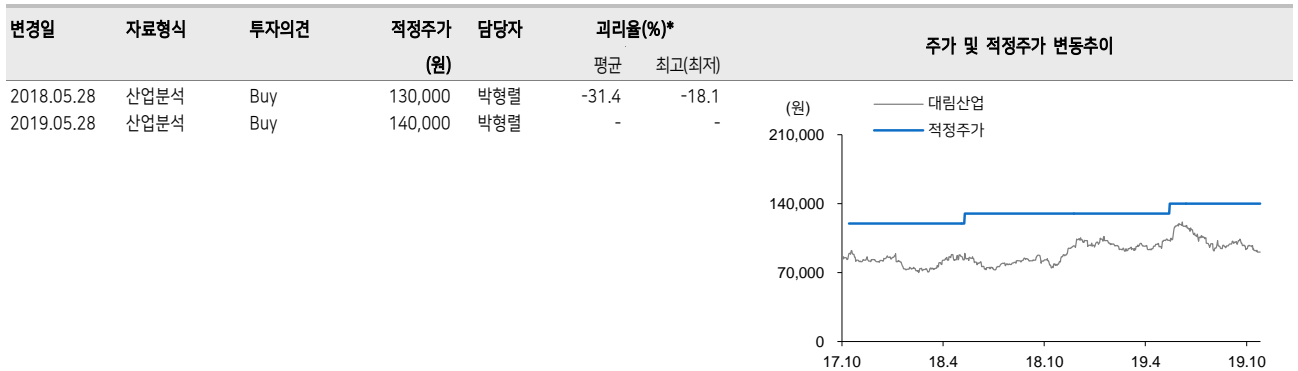 변경일 자료형식 투자의견 적정주가 담당자 괴리율(%)*
(원) 평균 최고(최저)
2018.05.28 산업분석 Buy 130,000 박형렬 -31.4 -18.1
2019.05.28 산업분석 Buy 140,000 박형렬 - -
주가 및 적정주가 변동추이
(원)
대림산업
적정주가
210,000
140,000
70,000
0
17.10 18.4 18.10 19.4 19.10